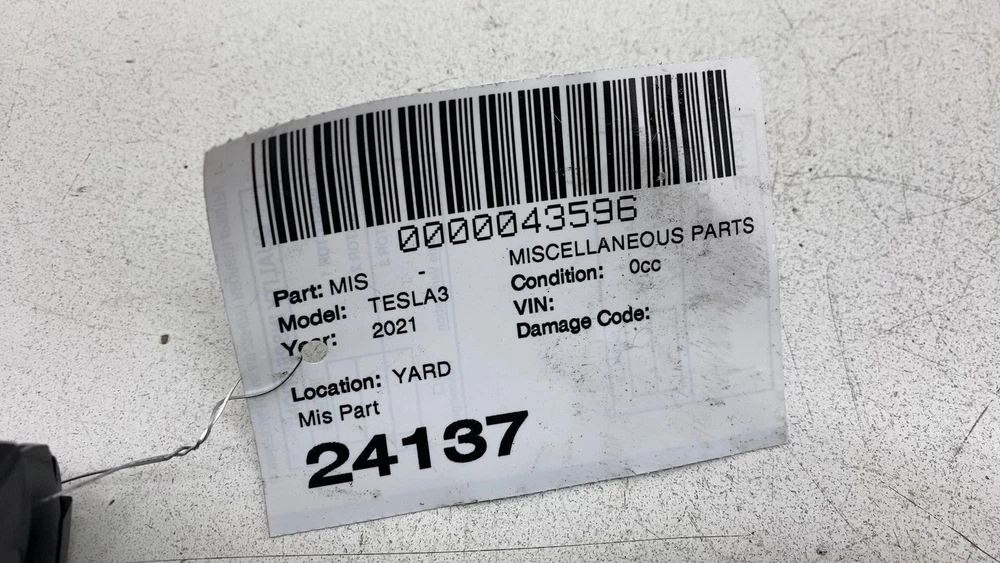 0000043596
Part: MIS -
MISCELLANEOUS PARTS
Model: TESLA3
Condition: 0cc
Year: 2021
VIN:
Damage Code:
Location: YARD
Mis Part
24137